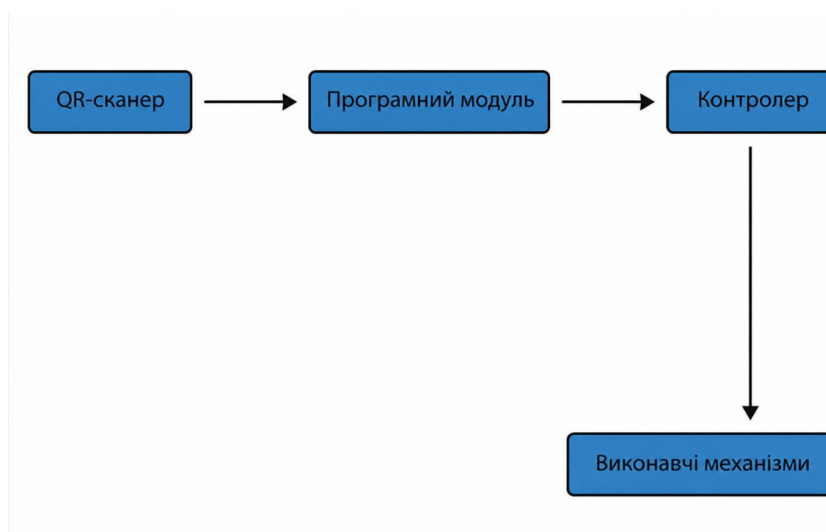 QR-сканер
Програмний модуль
Контролер
Виконавчі механізми